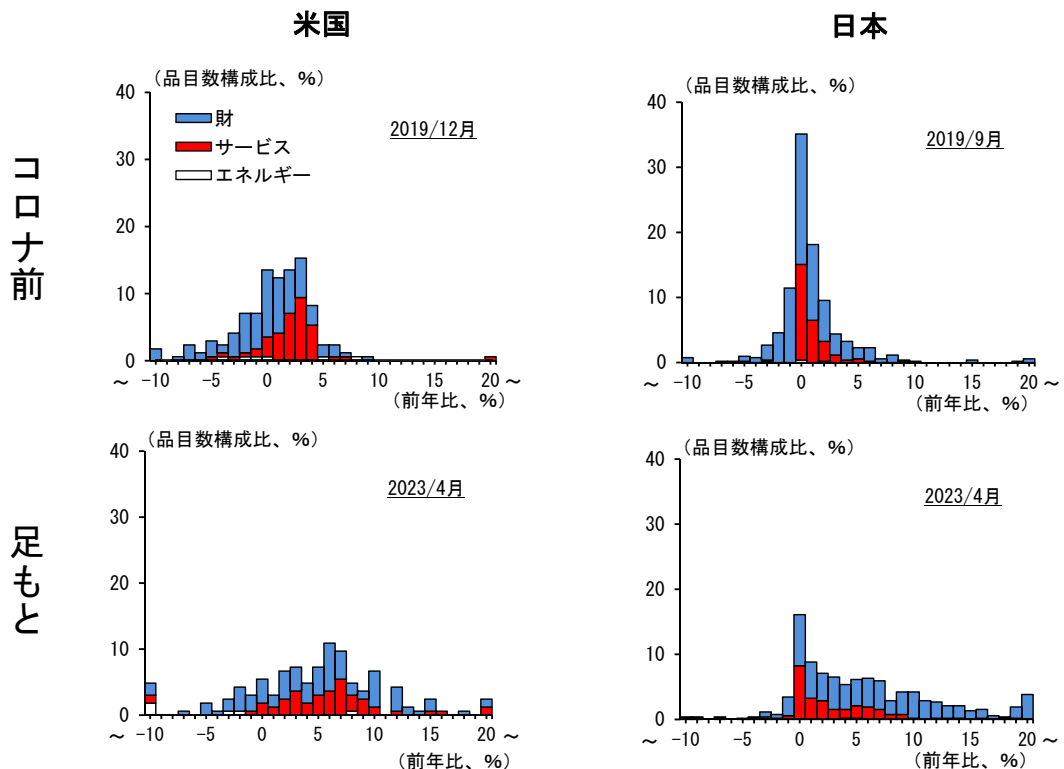 米国
日本
コロナ前
(品目数構成比、%)
40
30
20
10
0
財
サービス
エネルギー
2019/12月
~ -10 -5 0 5 10 15 20 ~
(前年比、%)
(品目数構成比、%)
40
30
20
10
0
2019/9月
~ -10 -5 0 5 10 15 20 ~
(前年比、%)
足もと
(品目数構成比、%)
40
30
20
10
0
2023/4月
~ -10 -5 0 5 10 15 20 ~
(前年比、%)
(品目数構成比、%)
40
30
20
10
0
2023/4月
~ -10 -5 0 5 10 15 20 ~
(前年比、%)